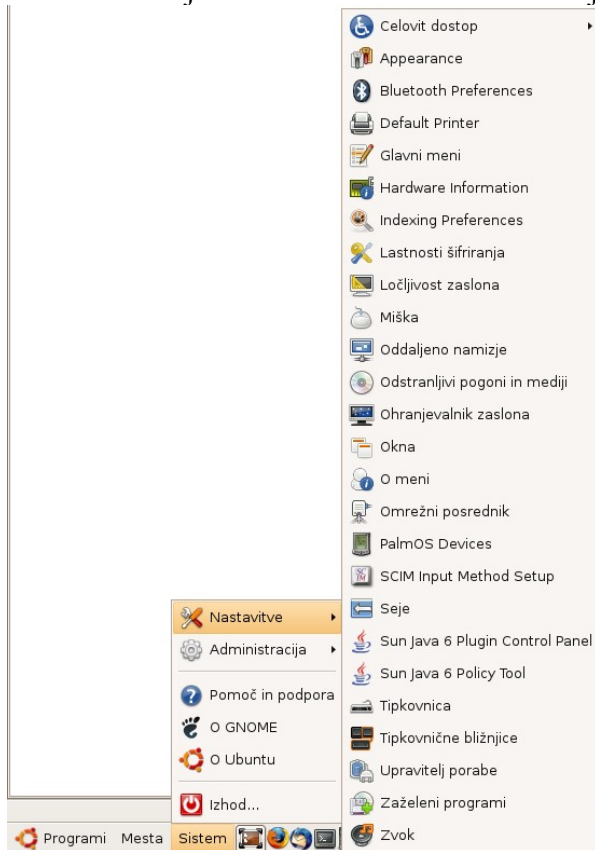 Celovit dostop
Appearance
Bluetooth Preferences
Default Printer
Glavni meni
Hardware Information
Indexing Preferences
Lastnosti šifriranja
Ločljivost zaslona
Miška
Oddaljeno namizje
Odstranljivi pogoni in mediji
Ohranjevalnik zaslona
Okna
O meni
Omrežni posrednik
PalmOS Devices
SCIM Input Method Setup
Seje
Sun Java 6 Plugin Control Panel
Sun Java 6 Policy Tool
Tipkovnica
Tipkovnične bližnjice
Upravitelj porabe
Zaželeni programi
Zvok
Nastavitve
Administracija
Pomoč in podpora
O GNOME
O Ubuntu
Izhod...
Programi Mesta Sistem